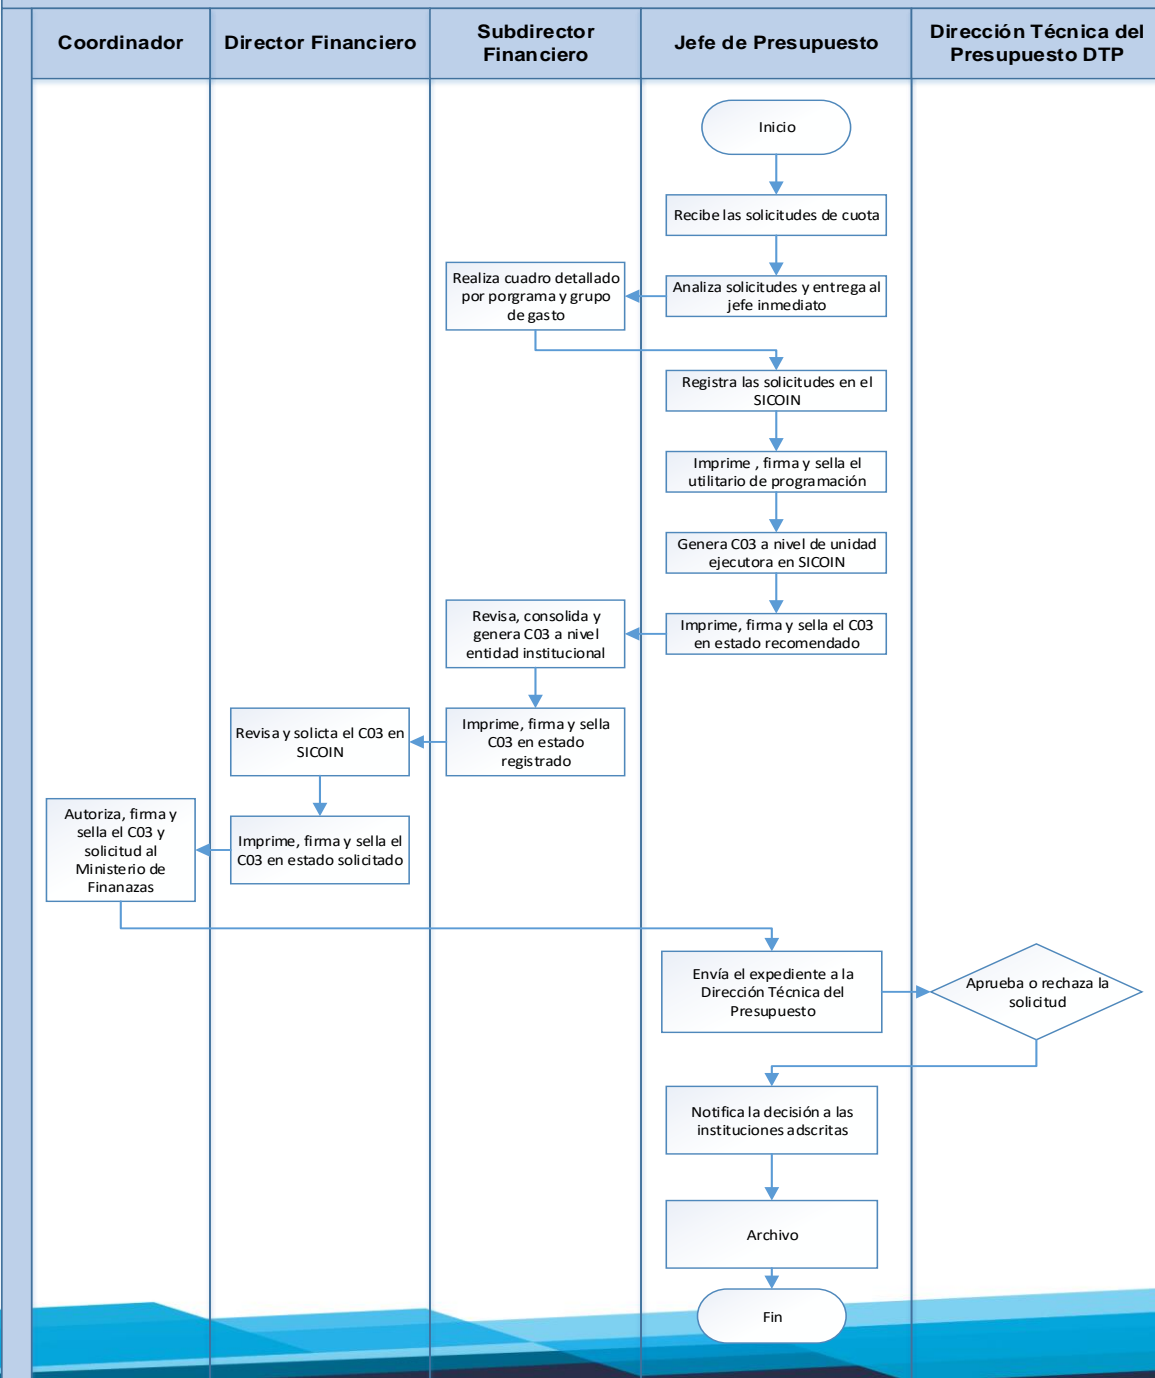 Coordinador
Director Financiero
Subdirector
Financiero
Jefe de Presupuesto
Dirección Técnica del
Presupuesto DTP
Inicio
Recibe las solicitudes de cuota
Analiza solicitudes y entrega al
jefe inmediato
Realiza cuadro detallado
por porgrama y grupo
de gasto
Registra las solicitudes en el
SICOIN
Imprime , firma y sella el
utilitario de programación
Genera C03 a nivel de unidad
ejecutora en SICOIN
Imprime, firma y sella el C03
en estado recomendado
Revisa, consolida y
genera C03 a nivel
entidad institucional
Imprime, firma y sella
C03 en estado
registrado
Revisa y solicta el C03 en
SICOIN
Imprime, firma y sella el
C03 en estado solicitado
Autoriza, firma y
sella el C03 y
solicitud al
Ministerio de
Finanazas
Envía el expediente a la
Dirección Técnica del
Presupuesto
Aprueba o rechaza la
solicitud
Notifica la decisión a las
instituciones adscritas
Archivo
Fin